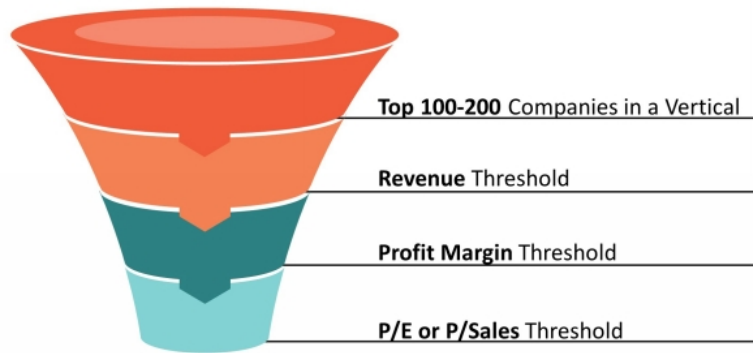 Top 100-200 Companies in a Vertical
Revenue Threshold
Profit Margin Threshold
P/E or P/Sales Threshold